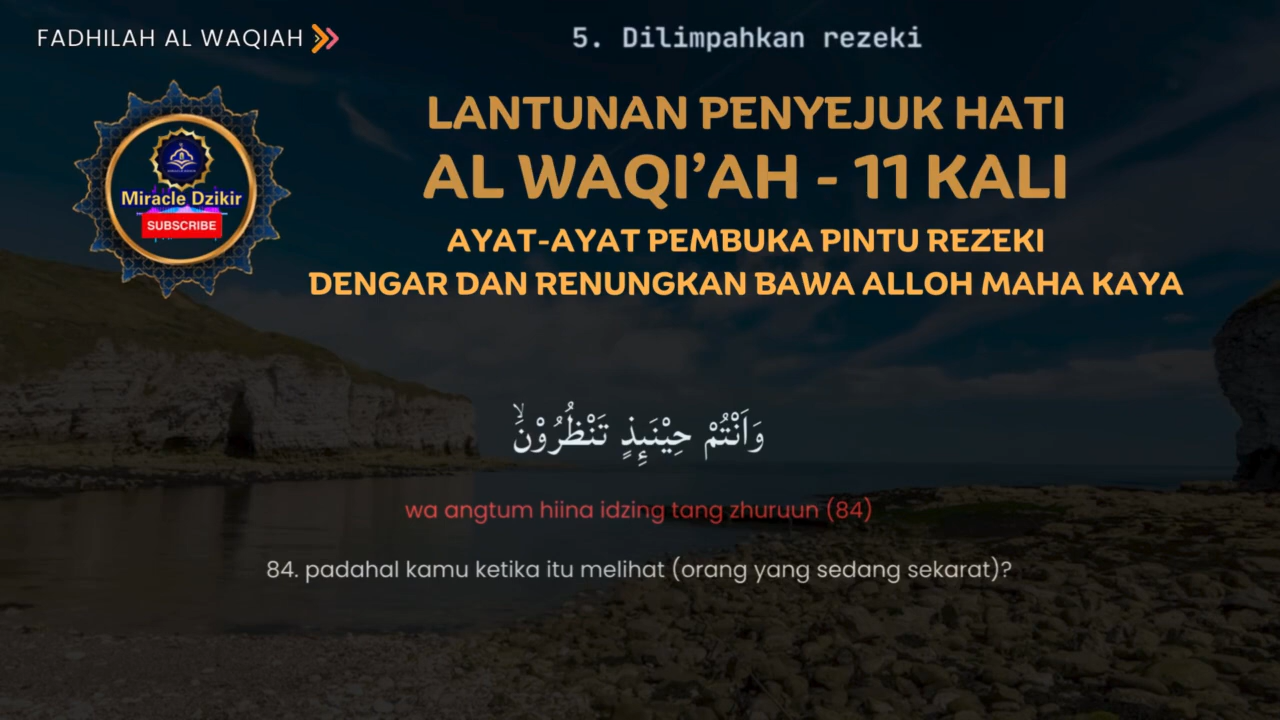 FADHILAH AL WAQIAH
5. Dilimpahkan rezeki
LANTUNAN PENYEJUK HATI
AL WAQI’AH - 11 KALI
AYAT-AYAT PEMBUKA PINTU REZEKI
DENGAR DAN RENUNGKAN BAWA ALLOH MAHA KAYA
Miracle Dzikir
SUBSCRIBE
وَاَنْتُمْ حِيْنَىِٕذٍ تَنْظُرُوْنَۙ
wa angtum hiina idzing tang zhuruun (84)
84. padahal kamu ketika itu melihat (orang yang sedang sekarat)?